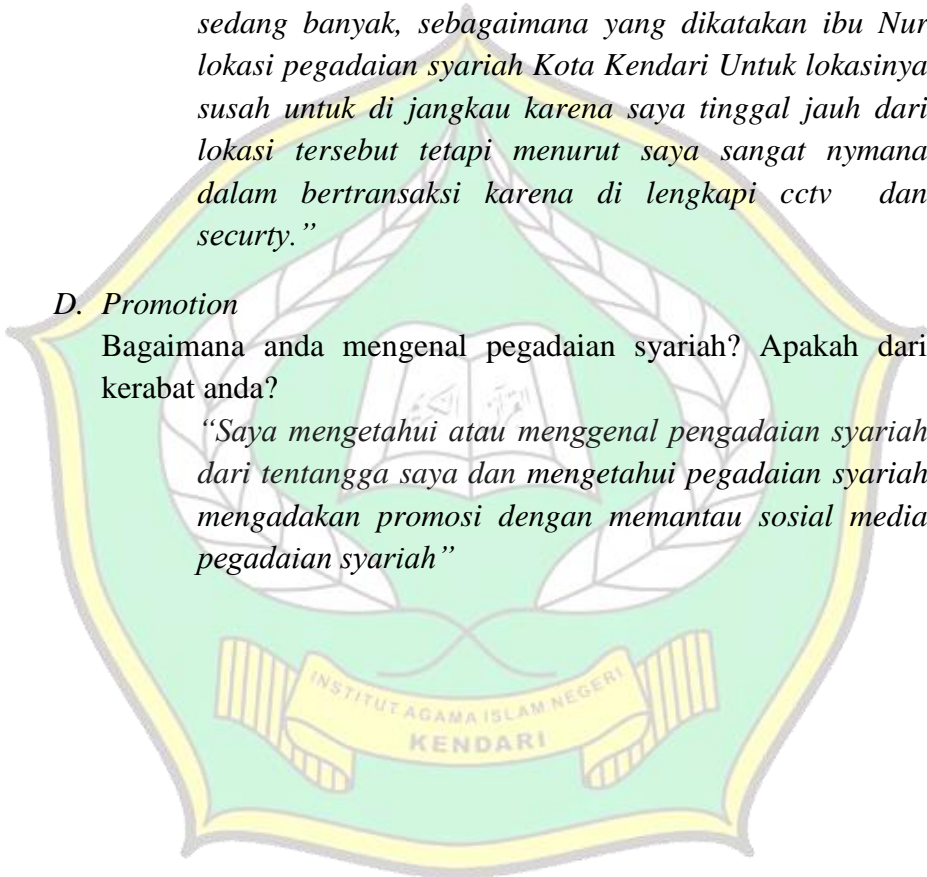 sedang banyak, sebagaimana yang dikatakan ibu Nur
lokasi pegadaian syariah Kota Kendari Untuk lokasinya
susah untuk di jangkau karena saya tinggal jauh dari
lokasi tersebut tetapi menurut saya sangat nymana
dalam bertransaksi karena di lengkapi cctv dan
securty.”
D. Promotion
Bagaimana anda mengenal pegadaian syariah? Apakah dari
kerabat anda?
“Saya mengetahui atau menggenal pengadaian syariah
dari tentangga saya dan mengetahui pegadaian syariah
mengadakan promosi dengan memantau sosial media
pegadaian syariah”
INSTITUT AGAMA ISLAM NEGERI
KENDARI